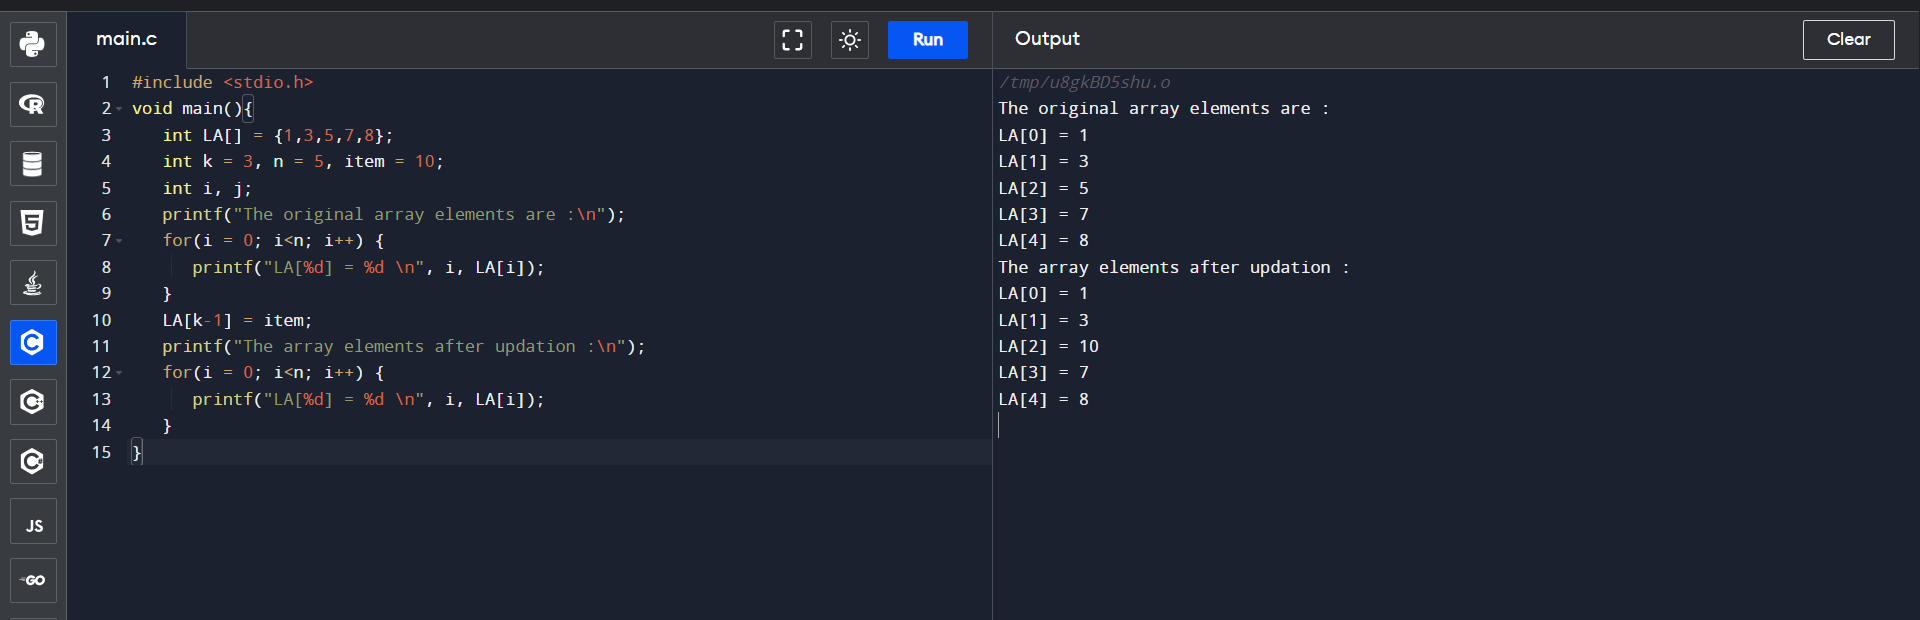 main.c
Run
Output
Clear
1 #include <stdio.h>
2 void main(){
3 int LA[] = {1,3,5,7,8};
4 int k = 3, n = 5, item = 10;
5 int i, j;
6 printf("The original array elements are :\n");
7 for(i = 0; i<n; i++) {
8 printf("LA[%d] = %d \n", i, LA[i]);
9 }
10 LA[k-1] = item;
11 printf("The array elements after updation :\n");
12 for(i = 0; i<n; i++) {
13 printf("LA[%d] = %d \n", i, LA[i]);
14 }
15 }
/tmp/u8gkBD5shu.o
The original array elements are :
LA[0] = 1
LA[1] = 3
LA[2] = 5
LA[3] = 7
LA[4] = 8
The array elements after updation :
LA[0] = 1
LA[1] = 3
LA[2] = 10
LA[3] = 7
LA[4] = 8
R
5
C
C
C
JS
GO